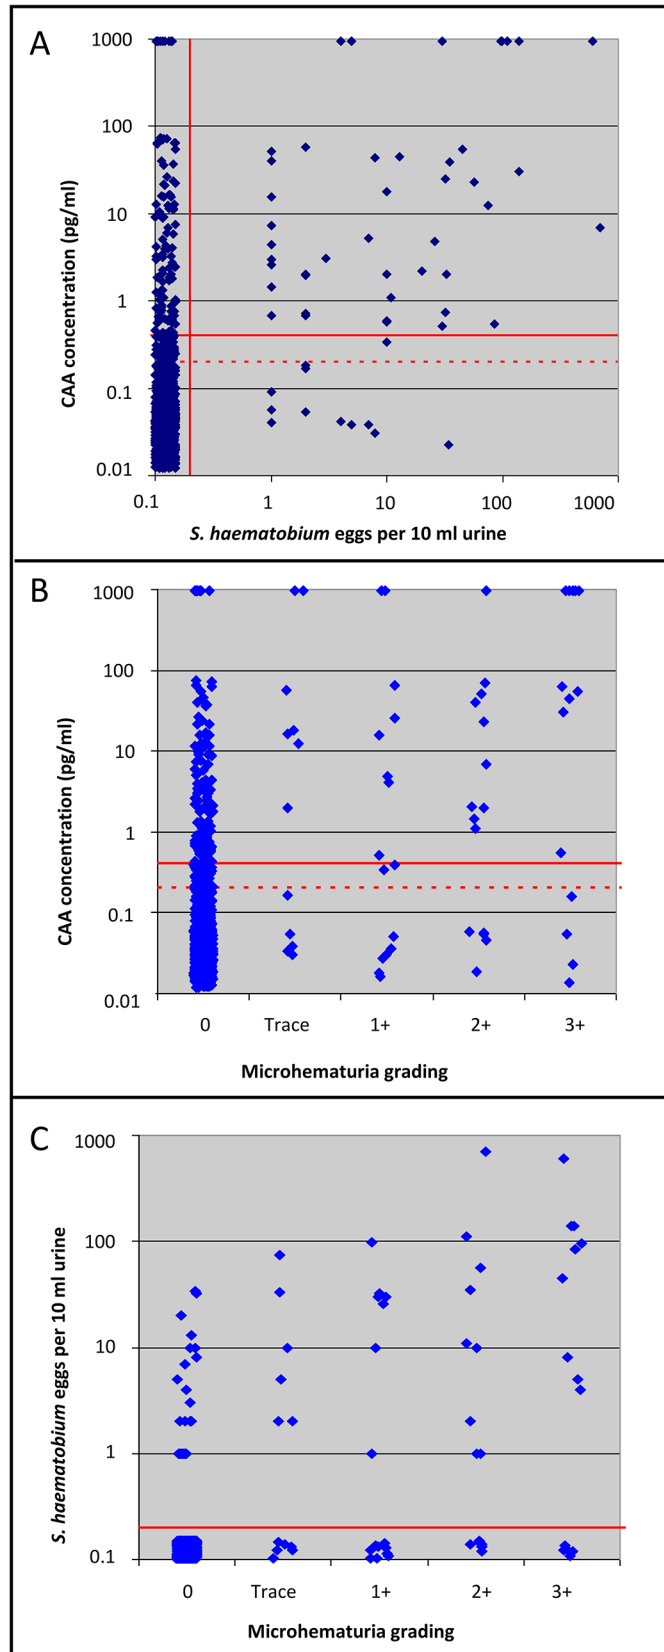 A
1000
100
10
1
0.1
0.01
CAA concentration (pg/ml)
0.1 1 10 100 1000
S. haematobium eggs per 10 ml urine
B
1000
100
10
1
0.1
0.01
CAA concentration (pg/ml)
0 Trace 1+ 2+ 3+
Microhematuria grading
C
1000
100
10
1
0.1
S. haematobium eggs per 10 ml urine
0 Trace 1+ 2+ 3+
Microhematuria grading